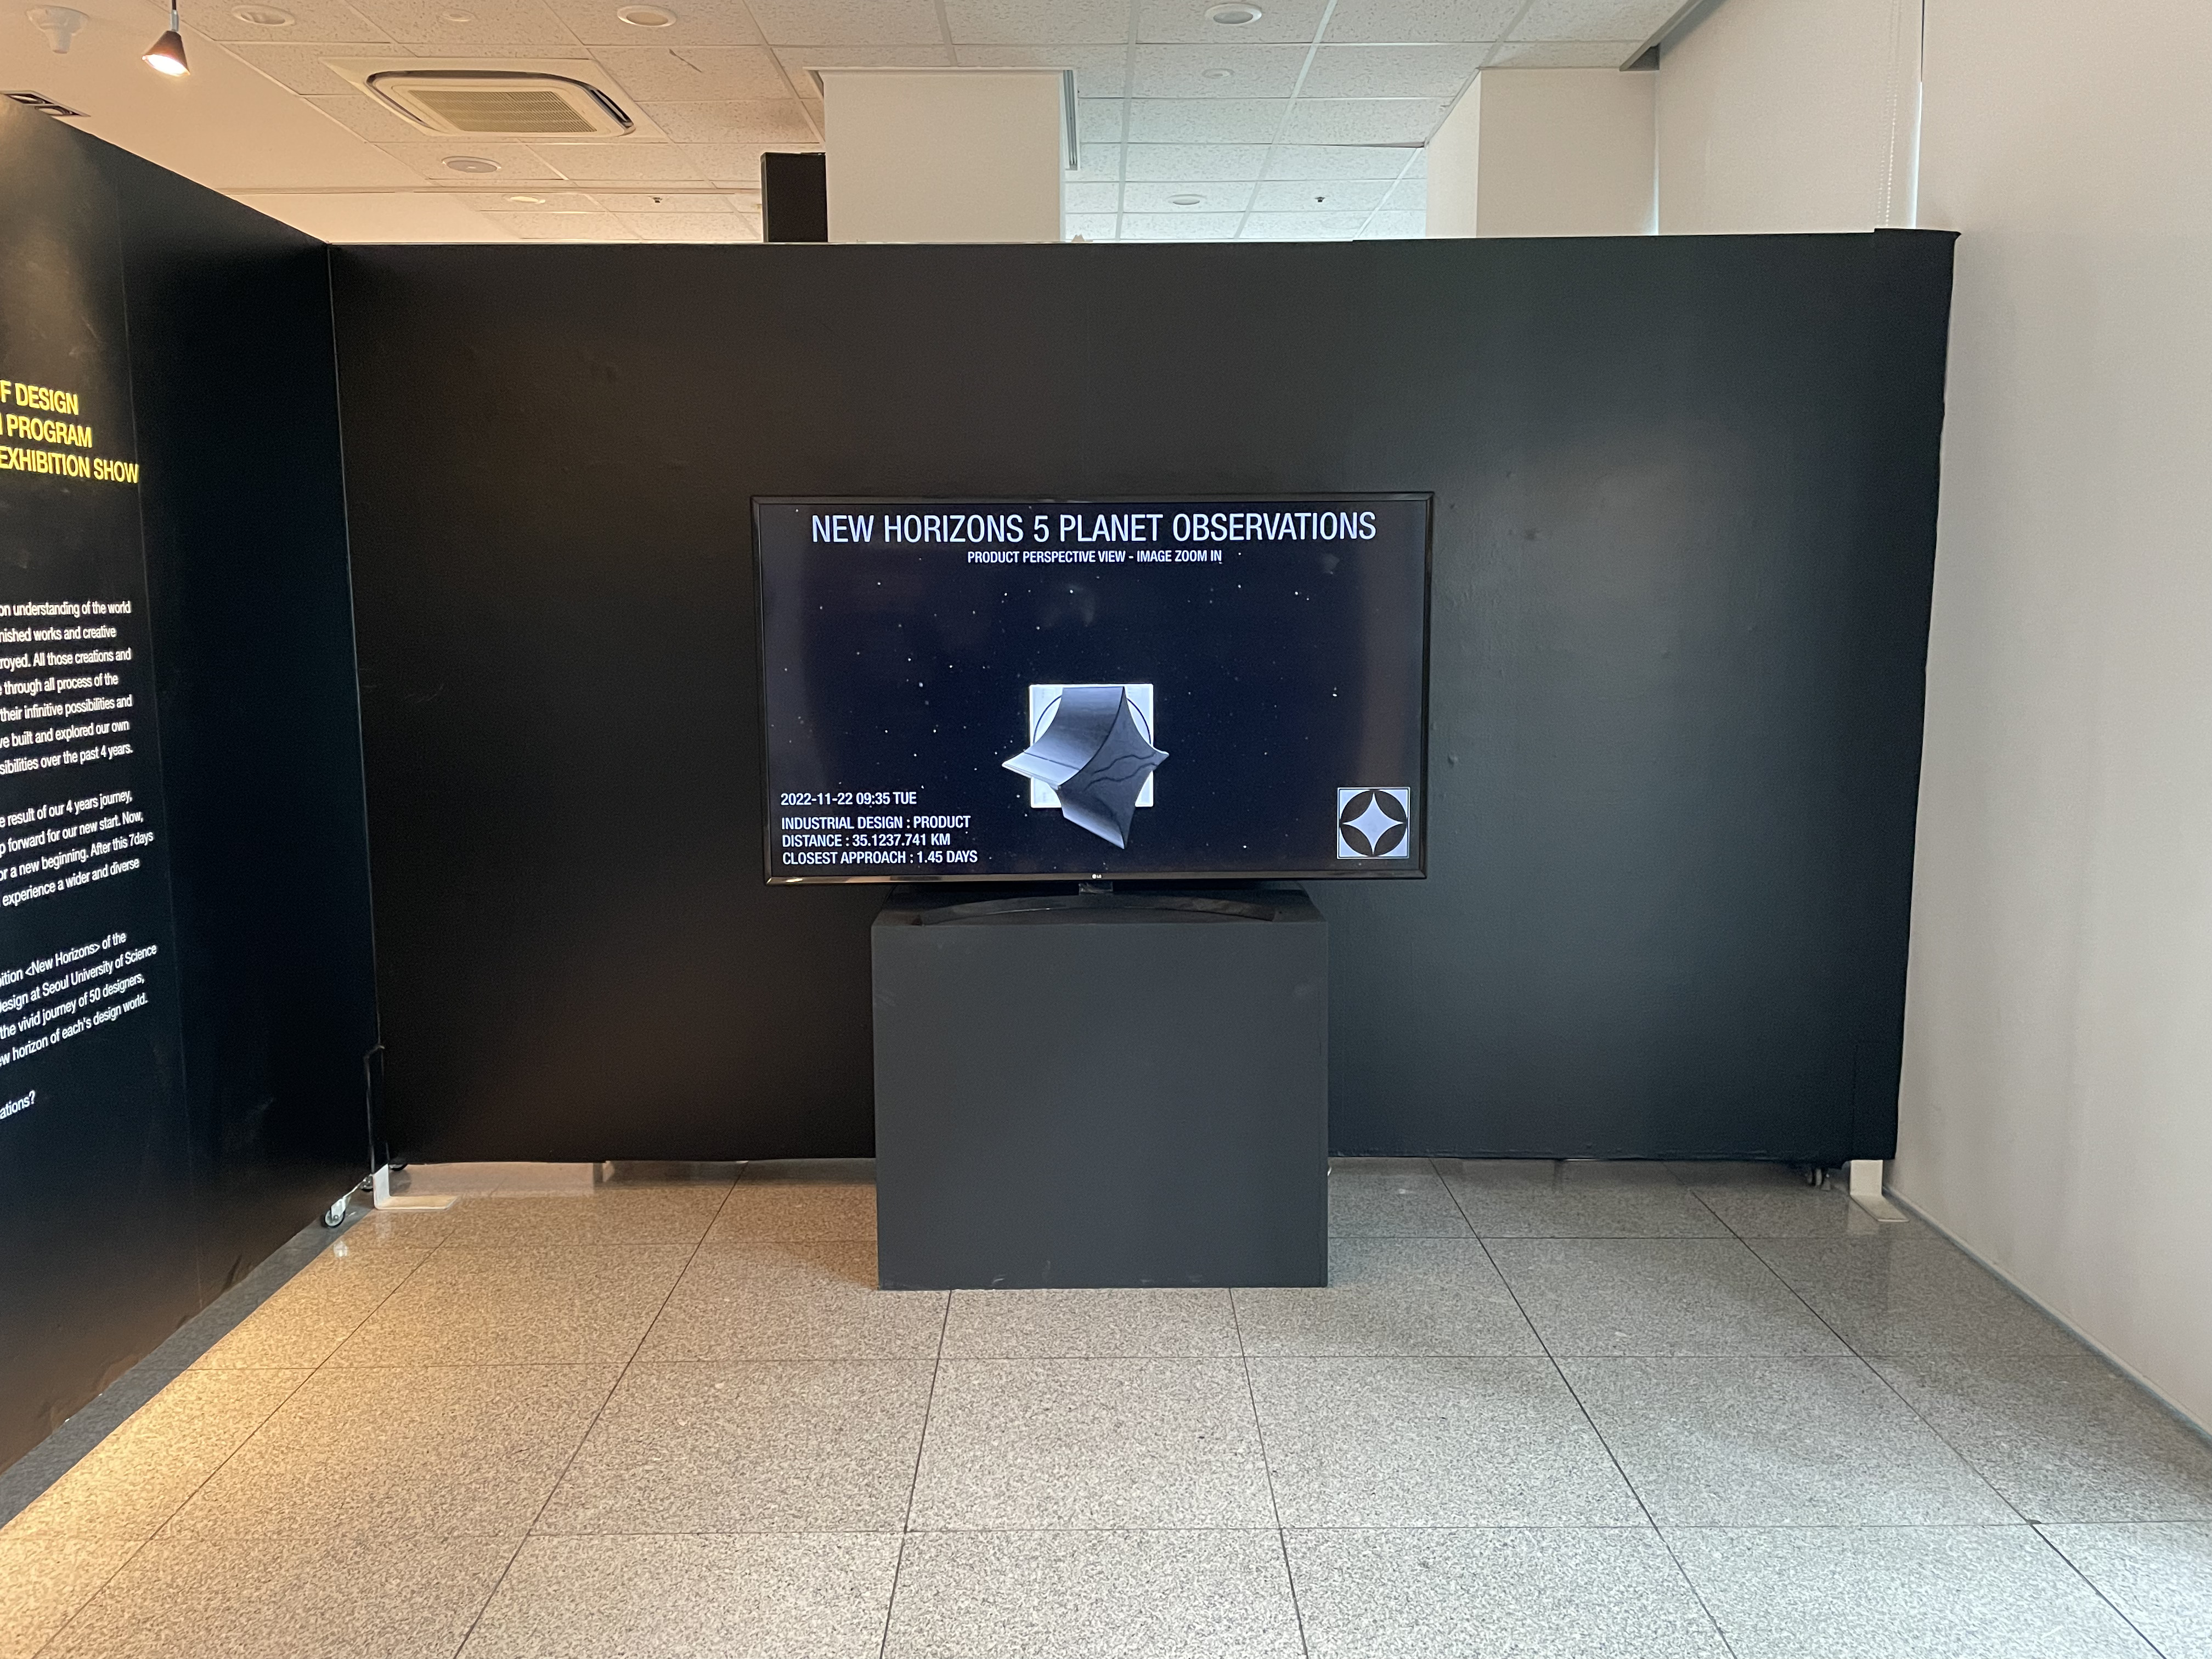 F DESIGN
PROGRAM
EXHIBITION SHOW
on understanding of the world
nished works and creative
royed. All those creations and
through all process of the
their infinitive possibilities and
ve built and explored our own
sibilities over the past 4 years.
e result of our 4 years journey,
p forward for our new start. Now,
or a new beginning. After this 7days
experience a wider and diverse
bition <New Horizons> of the
Design at Seoul University of Science
the vivid journey of 50 designers,
ew horizon of each's design world.
ations?
NEW HORIZONS 5 PLANET OBSERVATIONS
PRODUCT PERSPECTIVE VIEW - IMAGE ZOOM IN
2022-11-22 09:35 TUE
INDUSTRIAL DESIGN : PRODUCT
DISTANCE : 35.1237.741 KM
CLOSEST APPROACH : 1.45 DAYS
LG